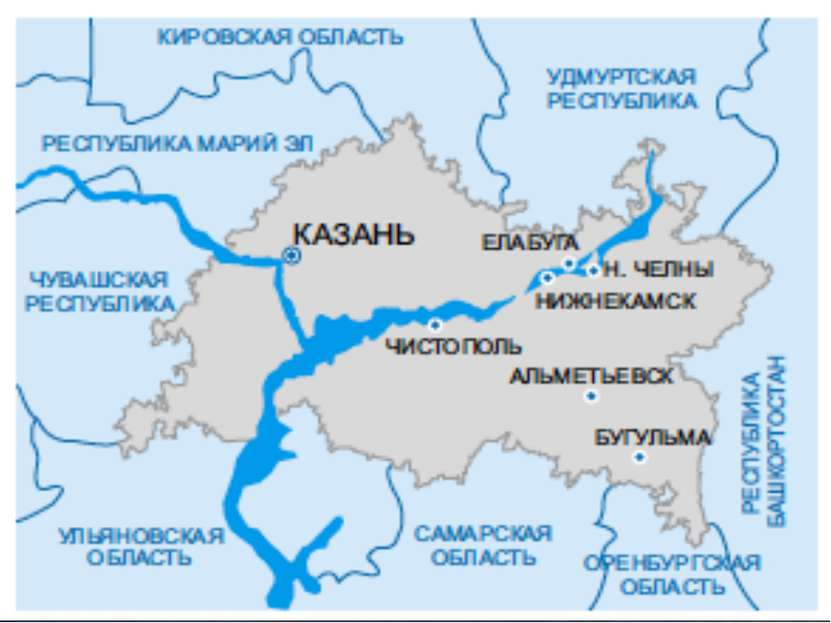 КИРОВСКАЯ ОБЛАСТЬ
УДМУРТСКАЯ
РЕСПУБЛИКА
РЕСПУБЛИКА МАРИЙ ЭЛ
КАЗАНЬ
ЕЛАБУГА
Н. ЧЕЛНЫ
ЧУВАШСКАЯ
РЕСПУБЛИКА
НИЖНЕКАМСК
ЧИСТОПОЛЬ
АЛЬМЕТЬЕВСК
БУГУЛЬМА
РЕСПУБЛИКА
БАШКОРТОСТАН
УЛЬЯНОВСКАЯ
ОБЛАСТЬ
САМАРСКАЯ
ОБЛАСТЬ
ОРЕНБУРГСКАЯ
ОБЛАСТЬ